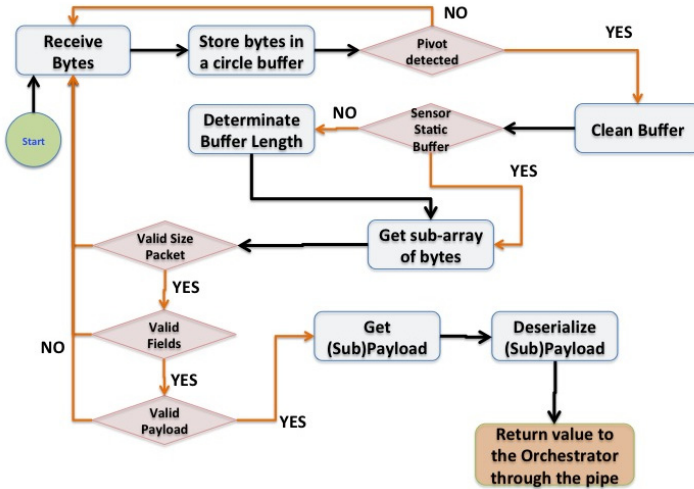 NO
Receive
Bytes
Store bytes in
a circle buffer
Pivot
detected
YES
Start
Determinate
Buffer Length
NO
Sensor
Static
Buffer
Clean Buffer
YES
Valid Size
Packet
Get sub-array
of bytes
YES
NO
Valid
Fields
Get
(Sub)Payload
Deserialize
(Sub)Payload
YES
Valid
Payload
YES
Return value to
the Orchestrator
through the pipe